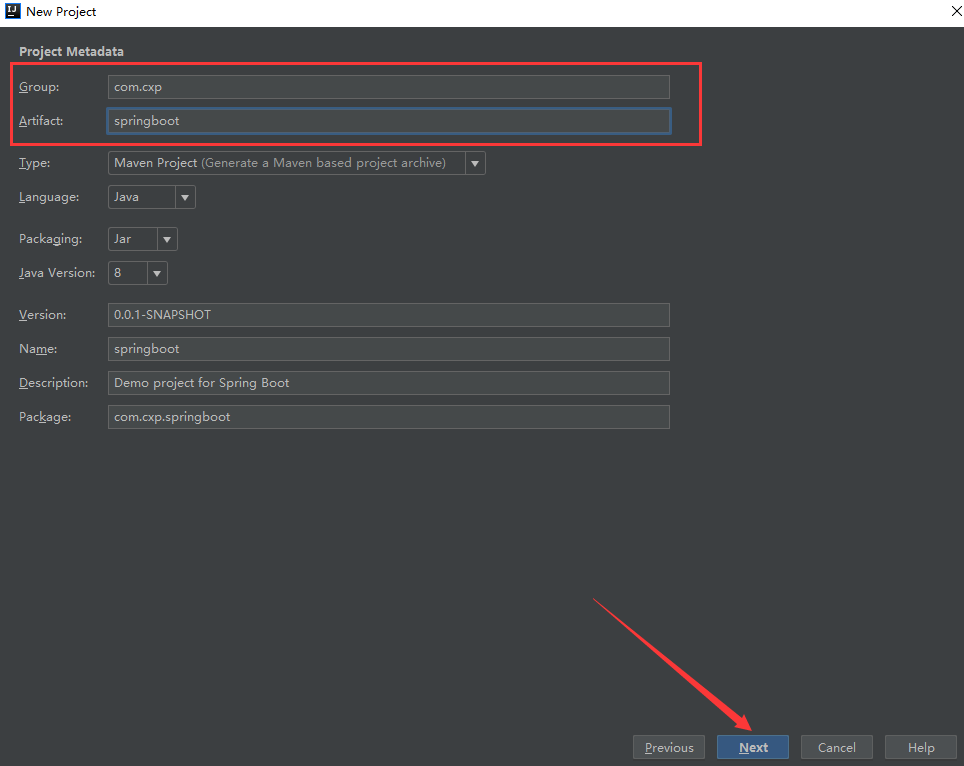 New Project
Project Metadata
Group: com.cxp
Artifact: springboot
Type: Maven Project (Generate a Maven based project archive)
Language: Java
Packaging: Jar
Java Version: 8
Version: 0.0.1-SNAPSHOT
Name: springboot
Description: Demo project for Spring Boot
Package: com.cxp.springboot
Previous Next Cancel Help